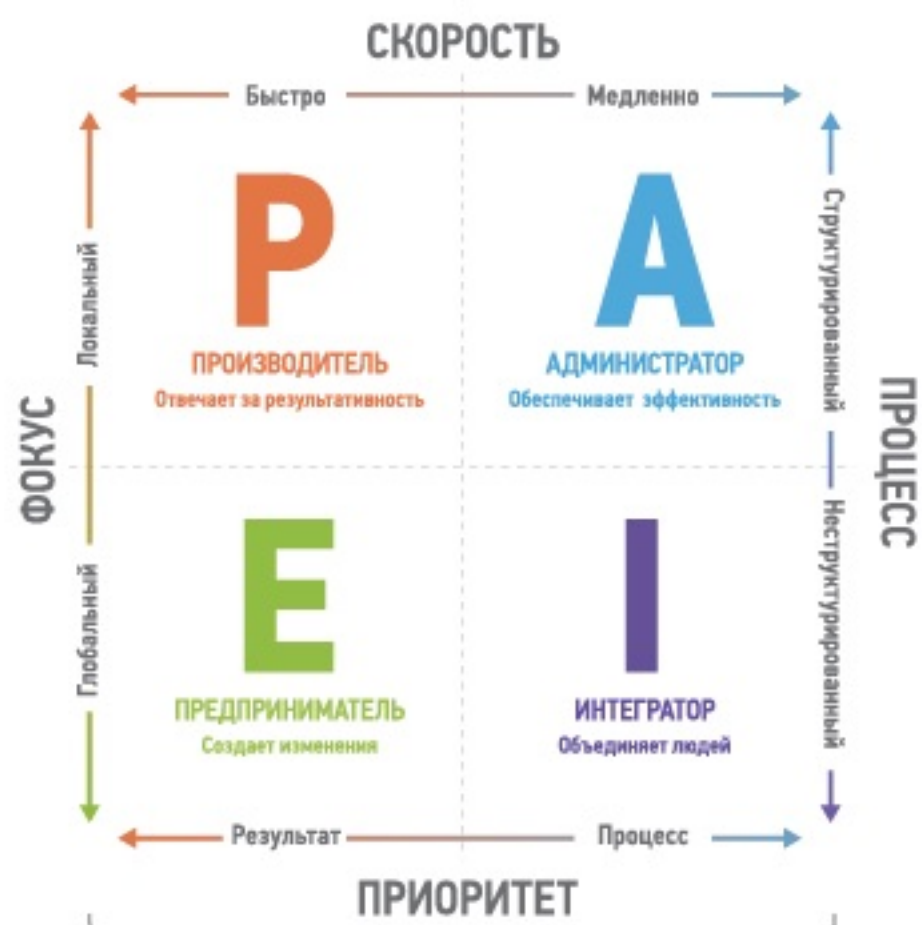 СКОРОСТЬ
Быстро
Медленно
ФОКУС
Локальный
Глобальный
P
ПРОИЗВОДИТЕЛЬ
Отвечает за результативность
A
АДМИНИСТРАТОР
Обеспечивает эффективность
E
ПРЕДПРИНИМАТЕЛЬ
Создает изменения
I
ИНТЕГРАТОР
Объединяет людей
ПРОЦЕСС
Структурированный
Неструктурированный
Результат
Процесс
ПРИОРИТЕТ